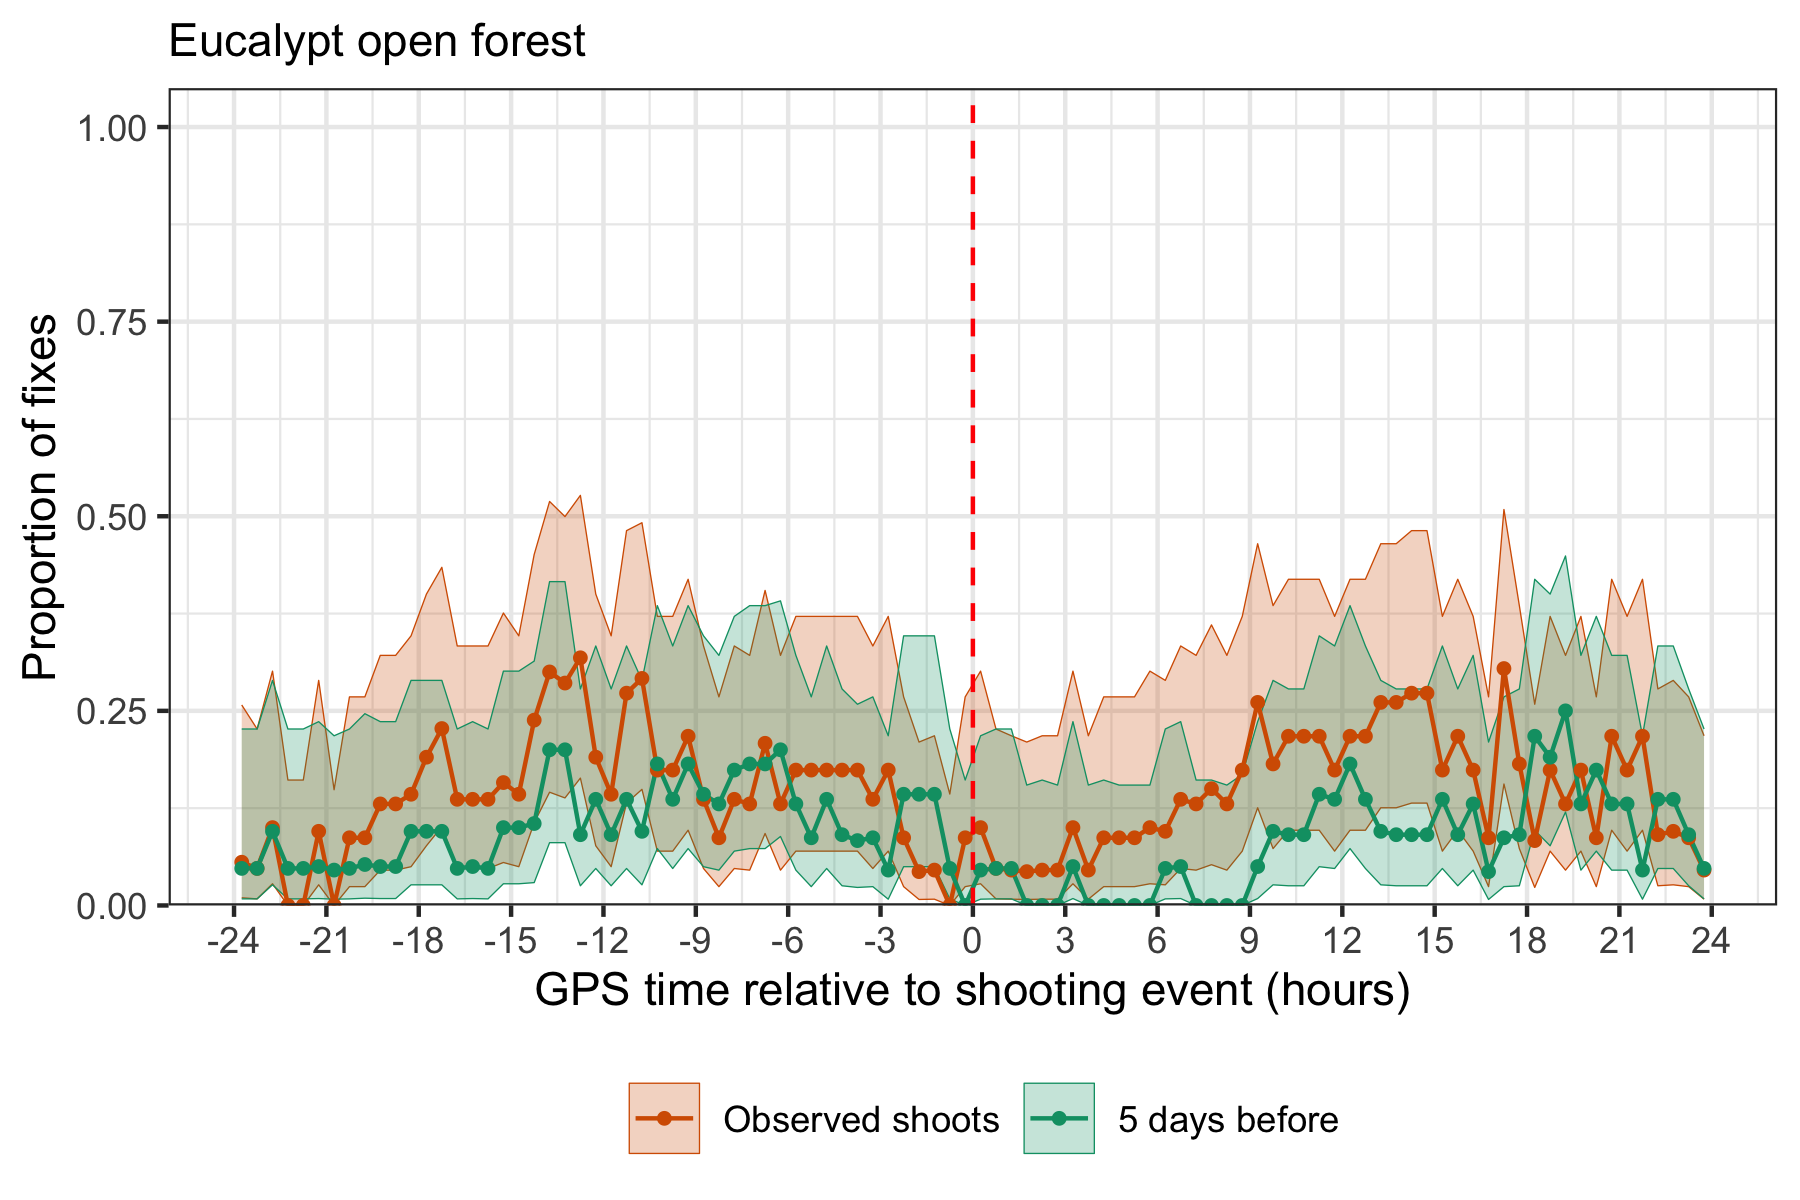 Eucalypt open forest
Proportion of fixes
1.00
0.75
0.50
0.25
0.00
-24 -21 -18 -15 -12 -9 -6 -3 0 3 6 9 12 15 18 21 24
GPS time relative to shooting event (hours)
Observed shoots 5 days before